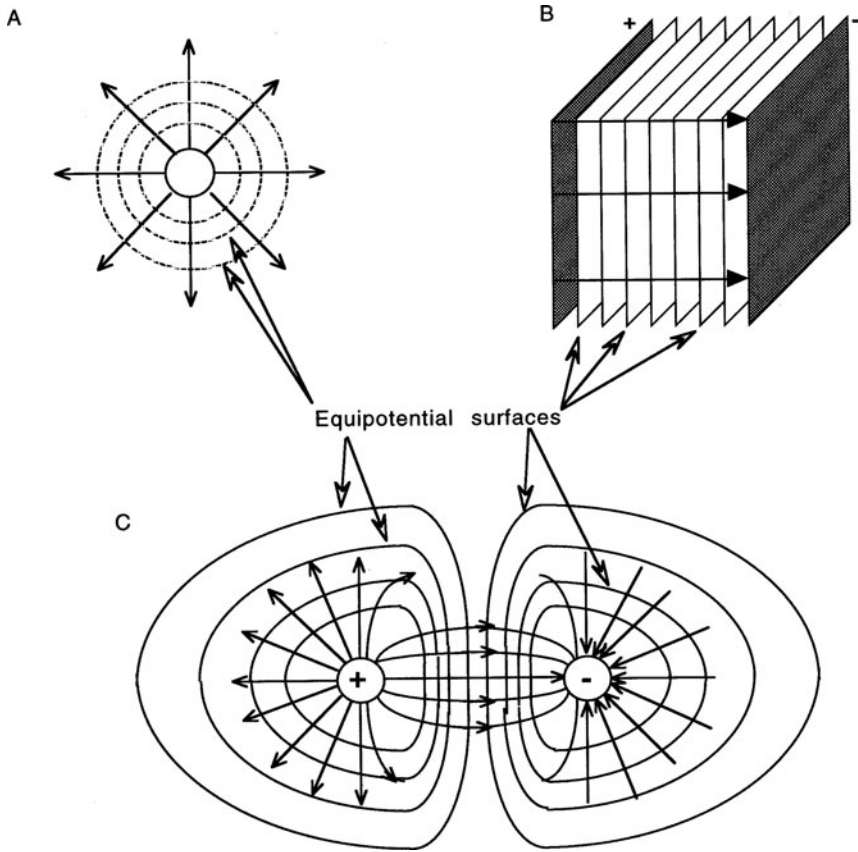 A
B
+ -
Equipotential surfaces
C
+ -